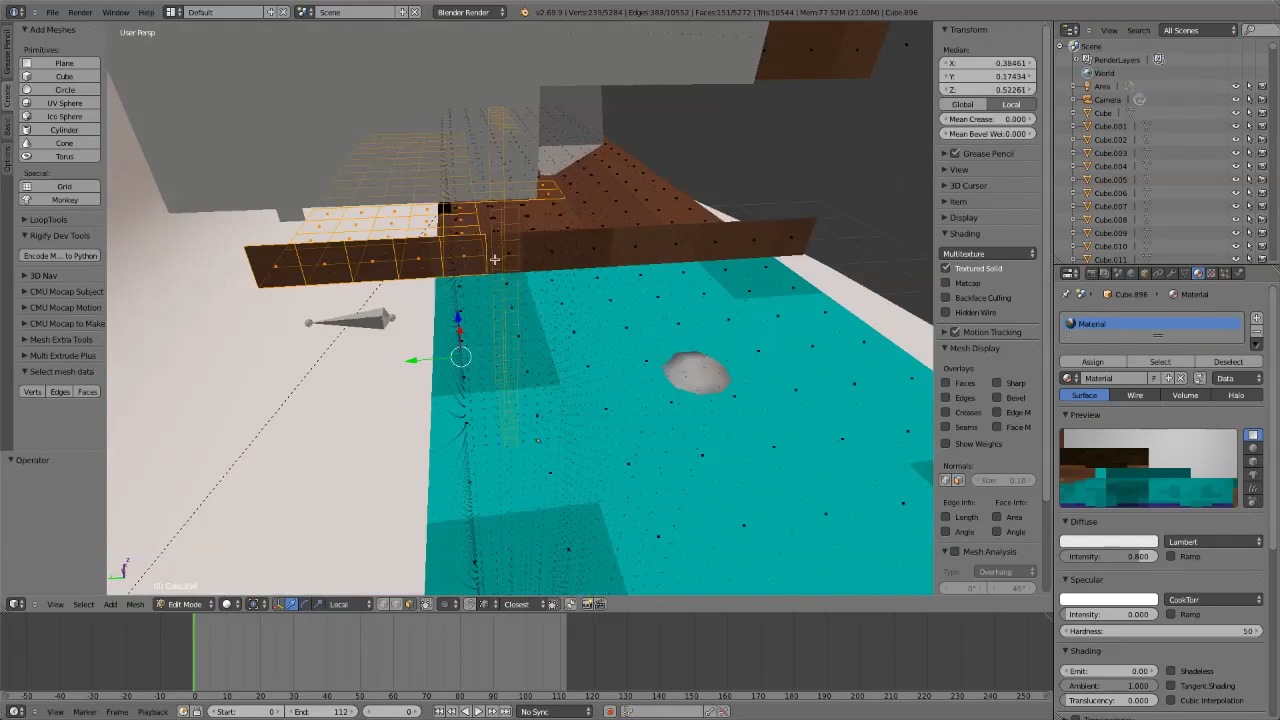 File Render Window Help Default Scene Blender Render v2.69.9 | Verts:239/5284 | Edges:388/10552 | Faces:151/5272 | Tris:10544 | Mem:77.52M (21.00M) | Cube.896
Add Meshes
Primitives:
Plane
Cube
Circle
UV Sphere
Ico Sphere
Cylinder
Cone
Torus
Special:
Grid
Monkey
LoopTools
Rigify Dev Tools
Encode M... to Python
3D Nav
CMU Mocap Subject
CMU Mocap Motion
CMU Mocap to Make
Mesh Extra Tools
Multi Extrude Plus
Select mesh data
Verts Edges Faces
Operator
Grease Pencil
Create
Basic
Options
User Persp
(0) Cube.896
Transform
Median:
X: 0.38461
Y: 0.17434
Z: 0.52261
Global Local
Mean Crease: 0.000
Mean Bevel Wei:0.000
Grease Pencil
View
3D Cursor
Item
Display
Shading
Multitexture
Textured Solid
Matcap
Backface Culling
Hidden Wire
Motion Tracking
Mesh Display
Overlays:
Faces Sharp
Edges Bevel
Creases Edge M
Seams Face M
Show Weights
Normals:
Size: 0.10
Edge Info: Face Info:
Length Area
Angle Angle
Mesh Analysis
Type: Overhang
0° 45°
View Search All Scenes
Scene
RenderLayers
World
Area
Camera
Cube
Cube.001
Cube.002
Cube.003
Cube.004
Cube.005
Cube.006
Cube.007
Cube.008
Cube.009
Cube.010
Cube.011
Cube.896 Material
Material
Assign Select Deselect
Material F Data
Surface Wire Volume Halo
Preview
Diffuse
Lambert
Intensity: 0.800 Ramp
Specular
CookTorr
Intensity: 0.000 Ramp
Hardness: 50
Shading
Emit: 0.00 Shadeless
Ambient: 1.000 Tangent Shading
Translucency: 0.000 Cubic Interpolation
View Select Add Mesh Edit Mode Local Closest
-50 -40 -30 -20 -10 0 10 20 30 40 50 60 70 80 90 100 110 120 130 140 150 160 170 180 190 200 210 220 230 240 250
View Marker Frame Playback Start: 0 End: 112 0 No Sync